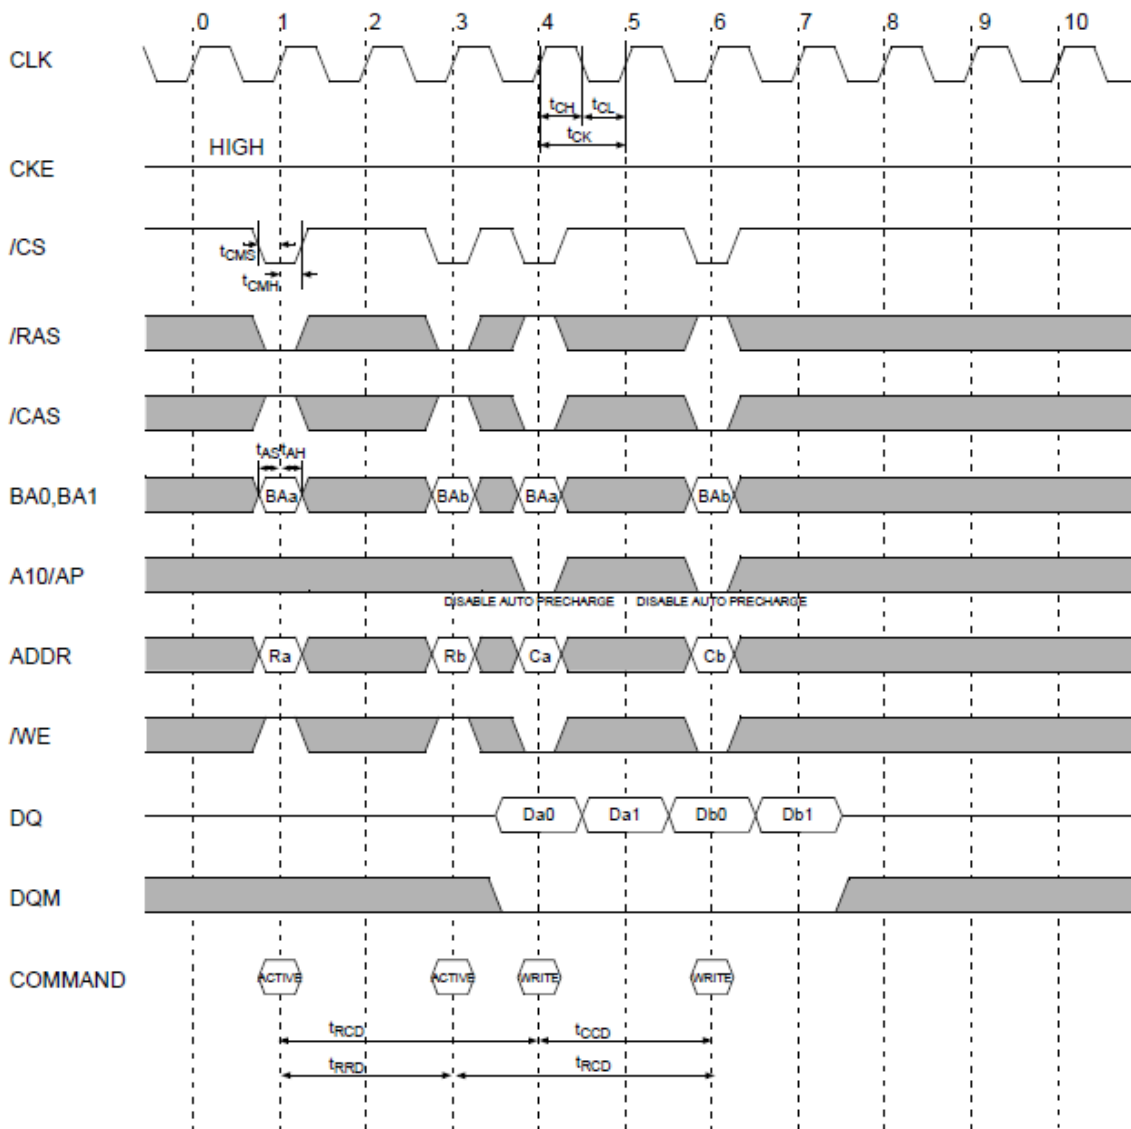 0 1 2 3 4 5 6 7 8 9 10
CLK
tCH tCL
tCK
HIGH
CKE
/CS
tCMS
tCMH
/RAS
/CAS
tAS tAH
BA0,BA1 BAa BAb BAa BAb
A10/AP
DISABLE AUTO PRECHARGE DISABLE AUTO PRECHARGE
ADDR Ra Rb Ca Cb
/WE
DQ Da0 Da1 Db0 Db1
DQM
COMMAND ACTIVE ACTIVE WRITE WRITE
tRCD tCCD
tRRD tRCD